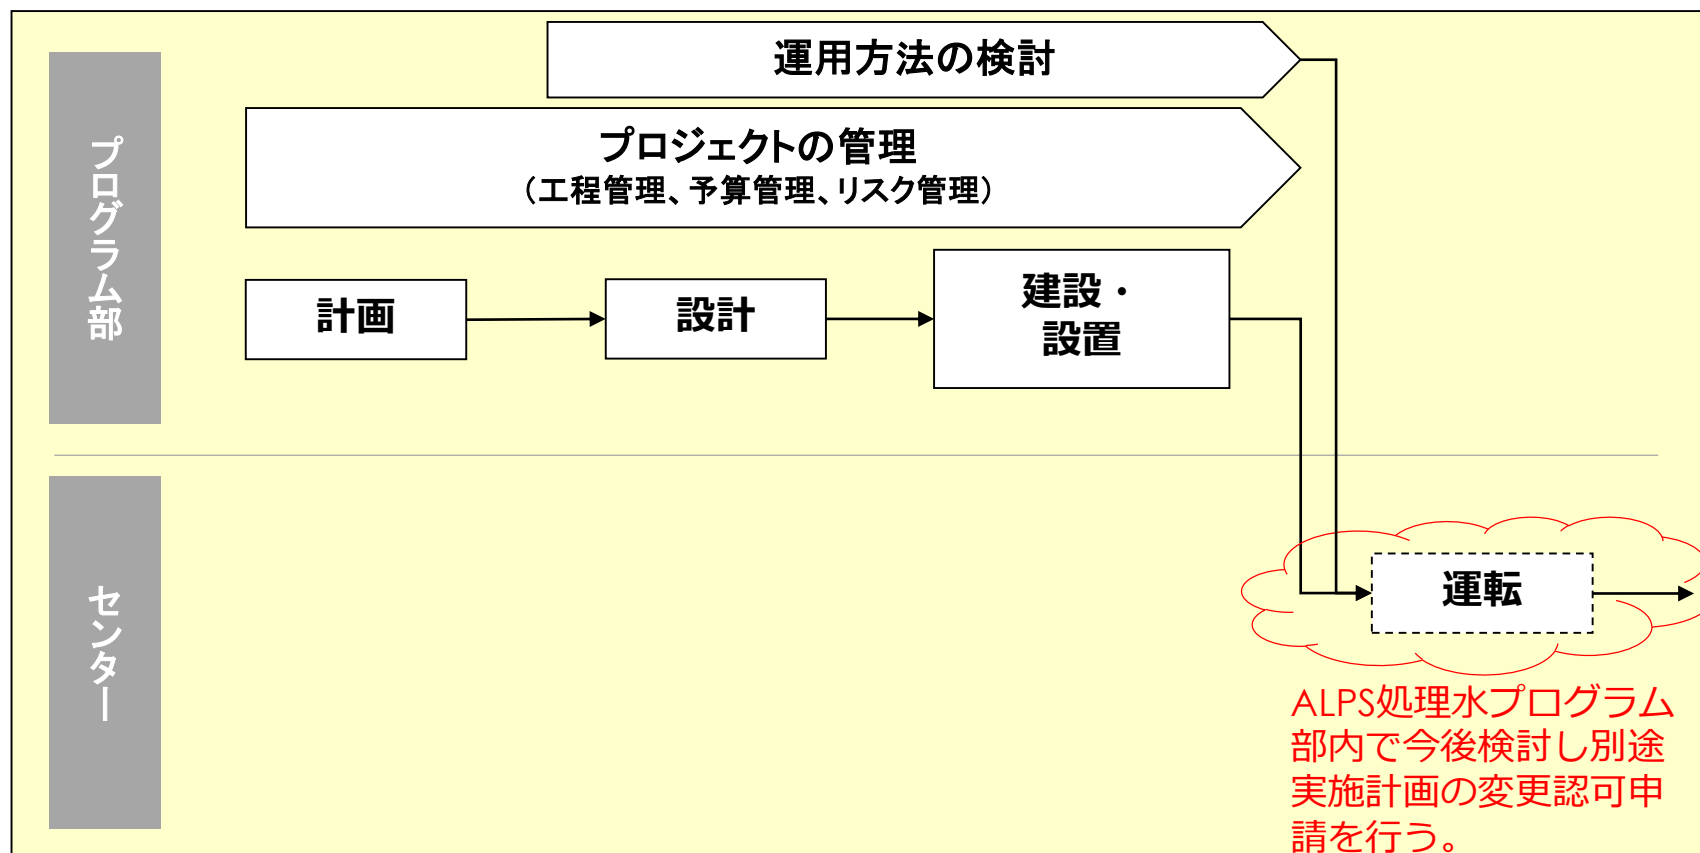 プログラム部
運用方法の検討
プロジェクトの管理
（工程管理、予算管理、リスク管理）
計画
設計
建設・
設置
センター
運転
ALPS処理水プログラム
部内で今後検討し別途
実施計画の変更認可申
請を行う。